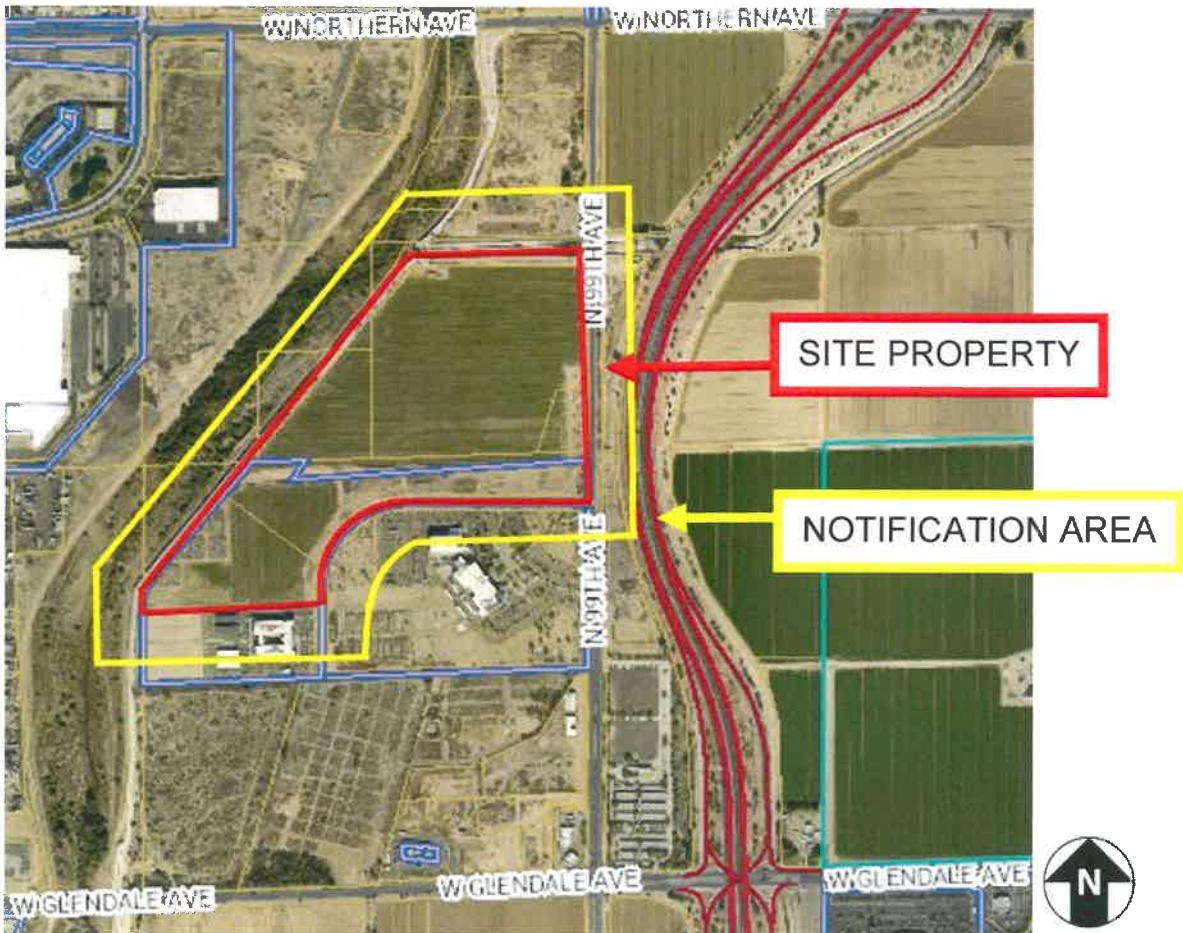 W NORTHERN AVE
W NORTHERN AVE
N 99TH AVE
SITE PROPERTY
NOTIFICATION AREA
N 99TH AVE
W GLENDALE AVE
W GLENDALE AVE
W GLENDALE AVE
N